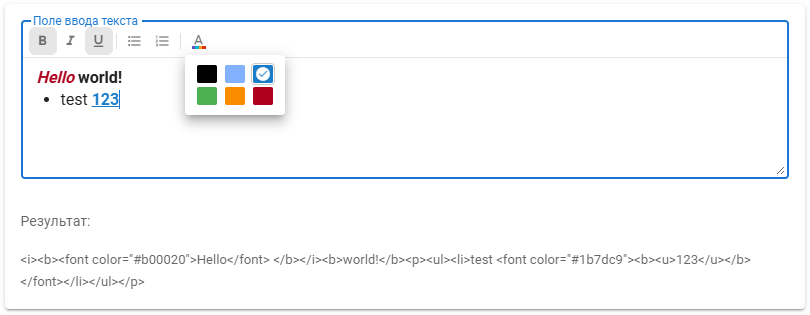 Поле ввода текста
B I U A
Hello world!
test 123
Результат:
<i><b><font color="#b00020">Hello</font> </b></i><b>world!</b><p><ul><li>test <font color="#1b7dc9"><b><u>123</u></b>
</font></li></ul></p>